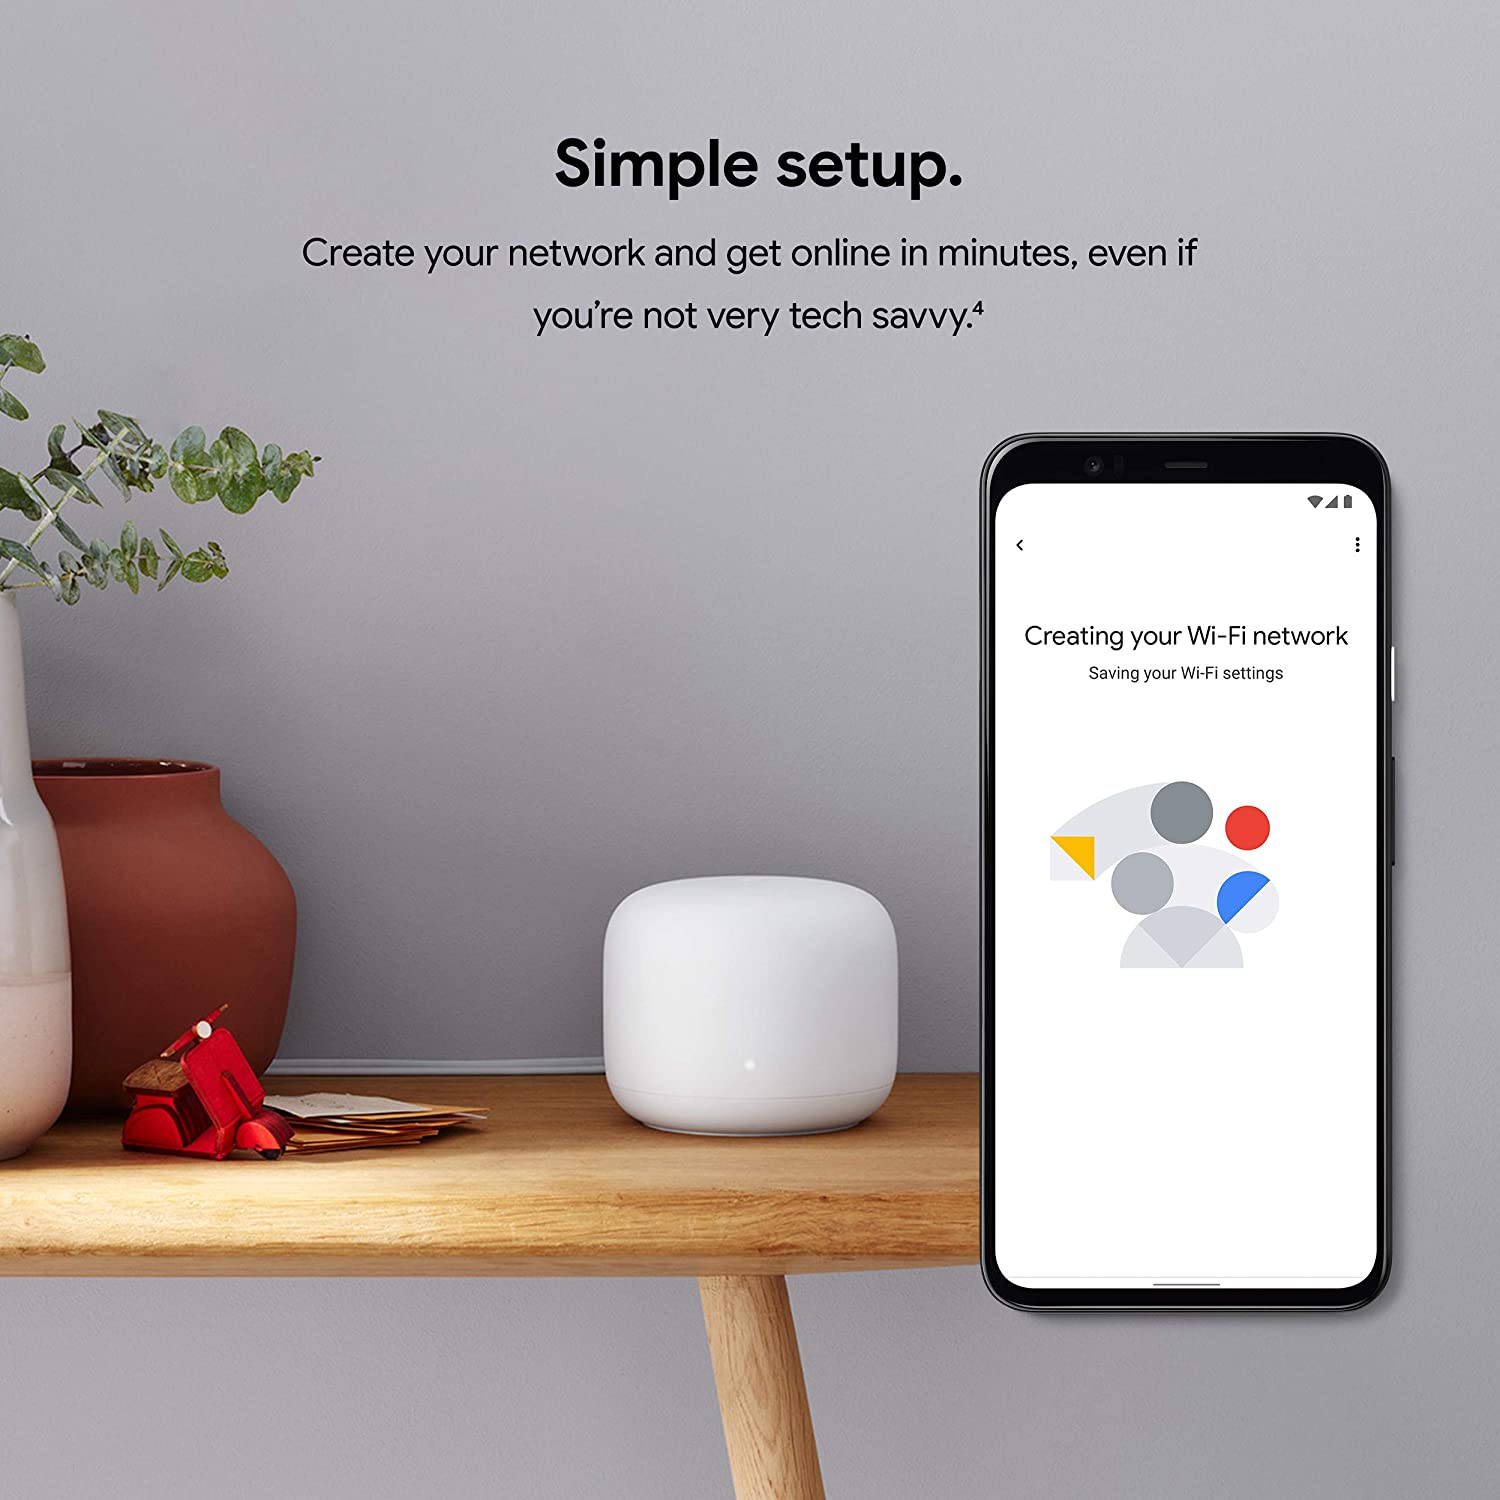 Simple setup.
Create your network and get online in minutes, even if
you’re not very tech savvy.⁴
Creating your Wi-Fi network
Saving your Wi-Fi settings